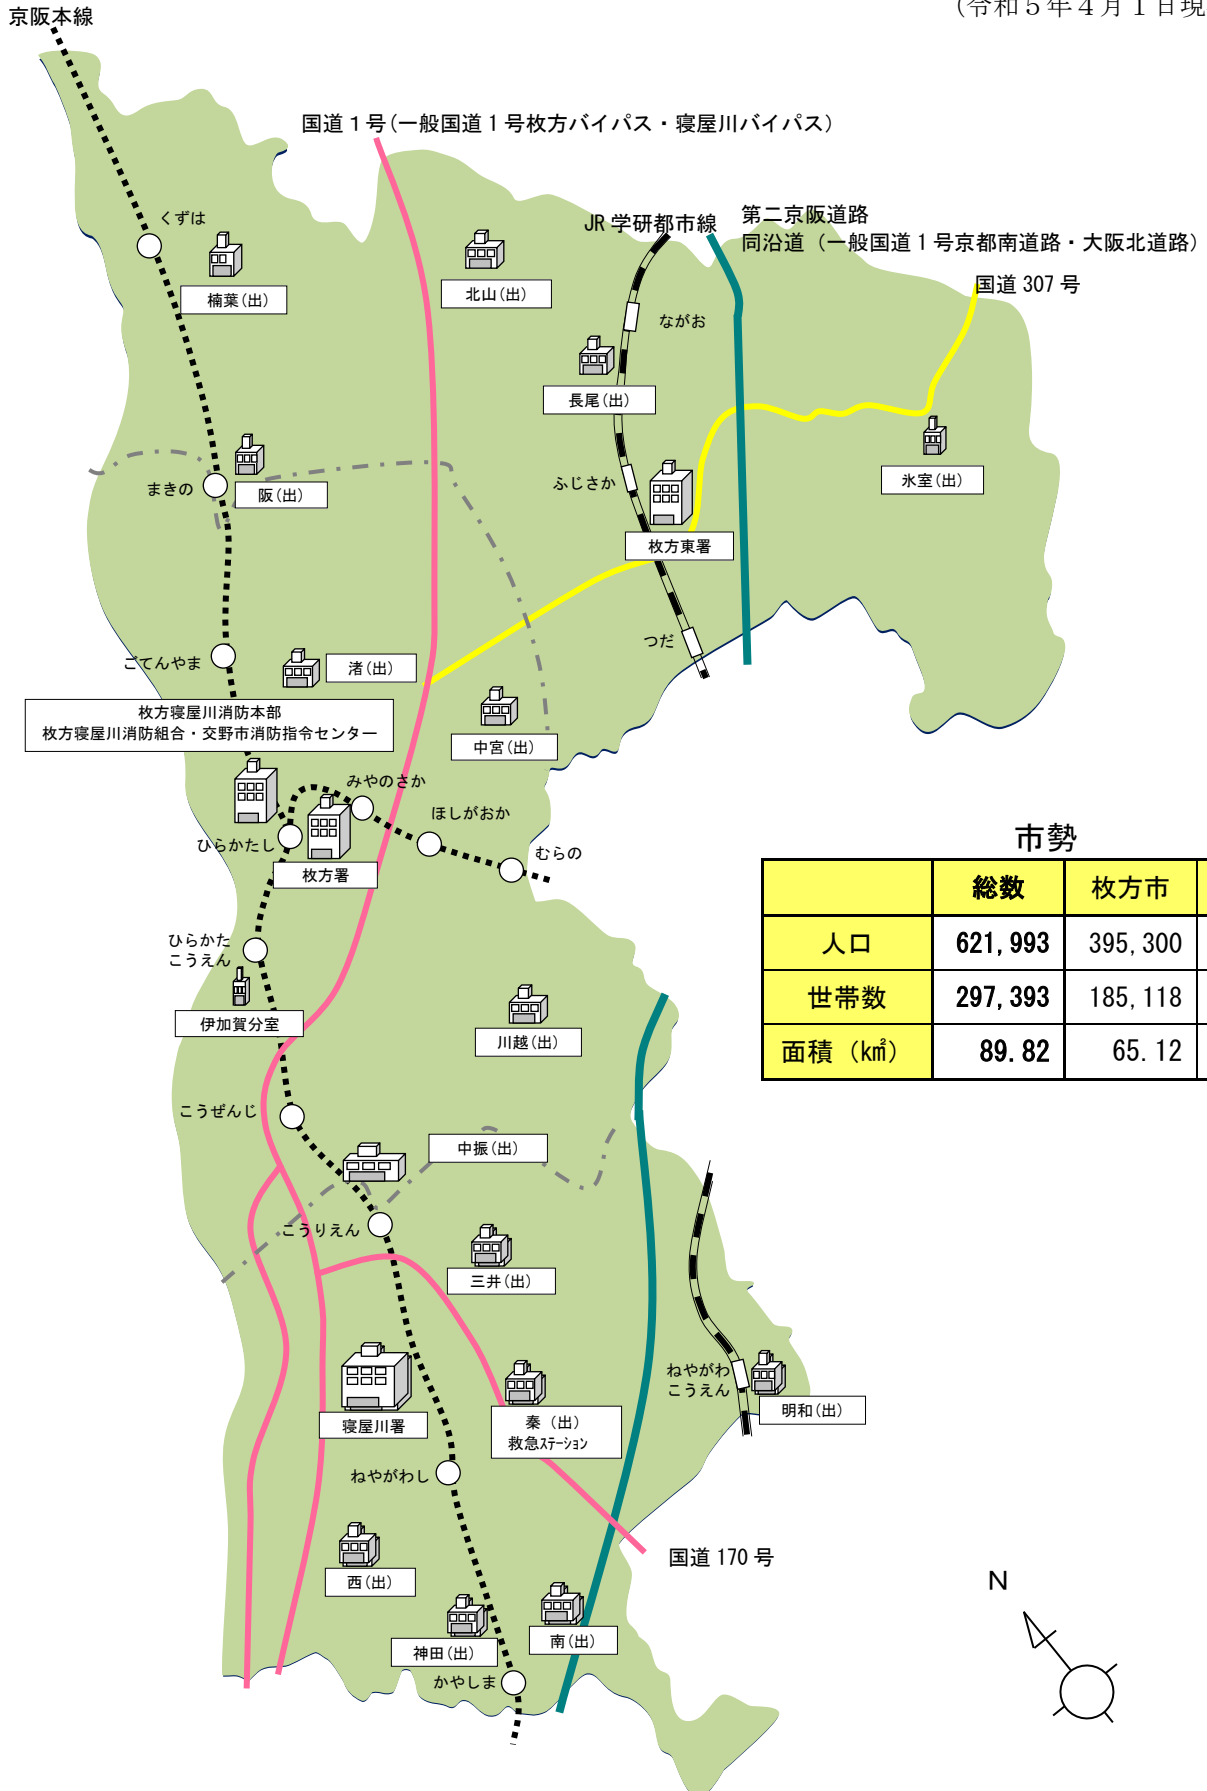 (令和５年４月１日現
京阪本線
国道１号(一般国道１号枚方バイパス・寝屋川バイパス)
くずは
楠葉(出)
北山(出)
JR 学研都市線
第二京阪道路
同沿道（一般国道１号京都南道路・大阪北道路)
国道 307 号
ながお
長尾(出)
まきの
阪(出)
ふじさか
氷室(出)
枚方東署
つだ
ごてんやま
渚(出)
枚方寝屋川消防本部
枚方寝屋川消防組合・交野市消防指令センター
中宮(出)
みやのさか
ほしがおか
ひらかたし
むらの
枚方署
市勢
総数 枚方市
人口 621,993 395,300
世帯数 297,393 185,118
面積（㎢） 89.82 65.12
ひらかた
こうえん
伊加賀分室
川越(出)
こうぜんじ
中振(出)
こうりえん
三井(出)
ねやがわ
こうえん
明和(出)
寝屋川署
秦（出）
救急ステーション
ねやがわし
国道 170 号
西(出)
神田(出)
南(出)
かやしま
N